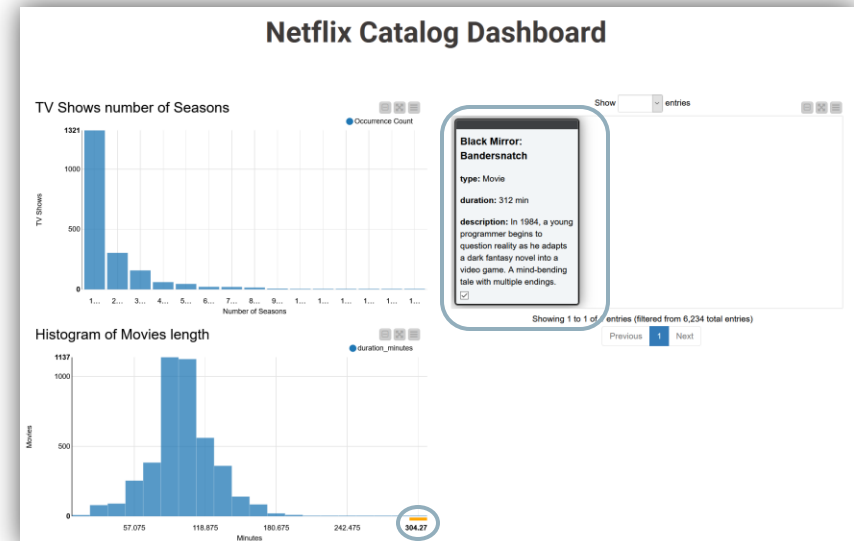 Netflix Catalog Dashboard
TV Shows number of Seasons
Occurrence Count
1321
1000
500
0
TV Shows
1... 2... 3... 4... 5... 6... 7... 8... 9... 1... 1... 1... 1... 1... 1...
Number of Seasons
Histogram of Movies length
duration_minutes
1137
1000
500
0
Movies
57.075 118.875 180.675 242.475 304.27
Minutes
Show entries
Black Mirror:
Bandersnatch
type: Movie
duration: 312 min
description: In 1984, a young
programmer begins to
question reality as he adapts
a dark fantasy novel into a
video game. A mind-bending
tale with multiple endings.
Showing 1 to 1 of entries (filtered from 6,234 total entries)
Previous 1 Next